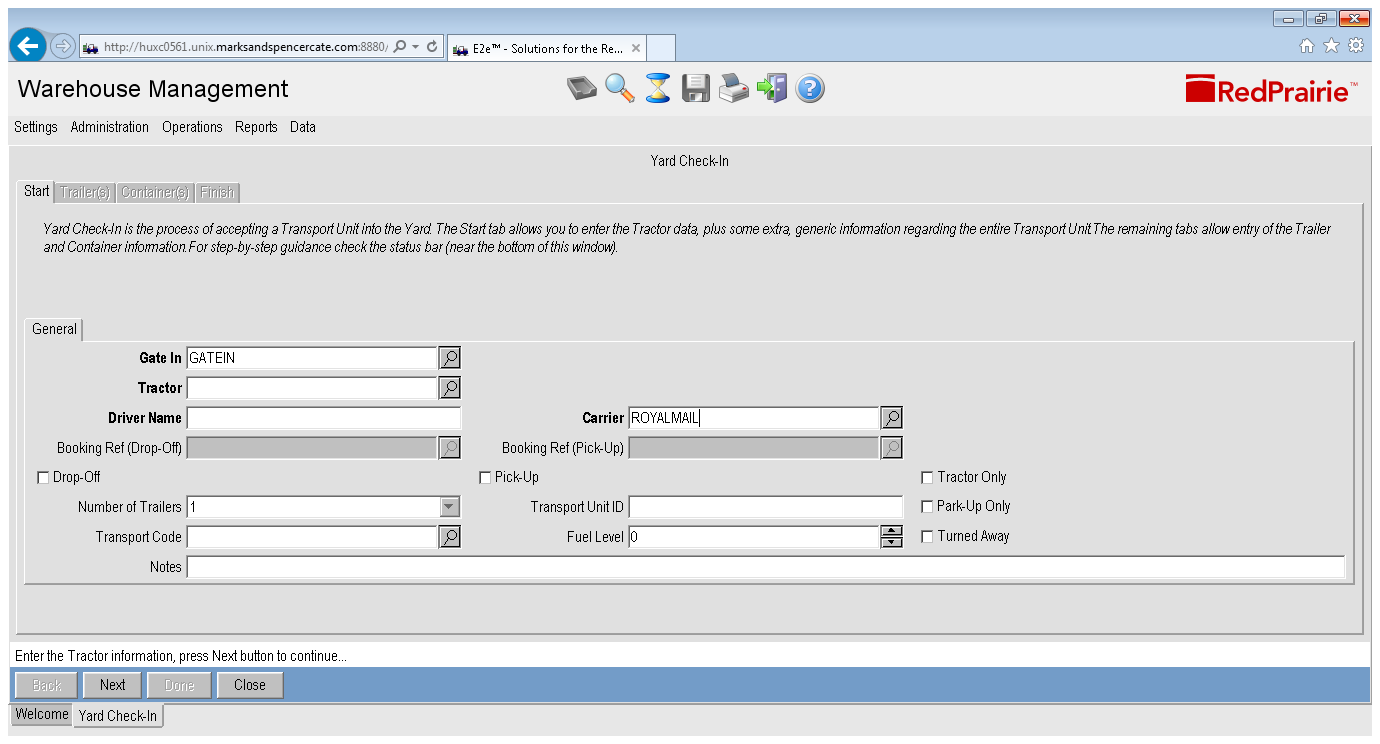 http://huxc0561.unix.marksandspencercate.com:8880/
E2e™ - Solutions for the Re...
Warehouse Management
RedPrairie™
Settings Administration Operations Reports Data
Yard Check-In
Start Trailer(s) Container(s) Finish
Yard Check-In is the process of accepting a Transport Unit into the Yard. The Start tab allows you to enter the Tractor data, plus some extra, generic information regarding the entire Transport Unit.The remaining tabs allow entry of the Trailer
and Container information.For step-by-step guidance check the status bar (near the bottom of this window).
General
Gate In GATEIN
Tractor
Driver Name Carrier ROYALMAIL
Booking Ref (Drop-Off) Booking Ref (Pick-Up)
Drop-Off Pick-Up Tractor Only
Number of Trailers 1 Transport Unit ID Park-Up Only
Transport Code Fuel Level 0 Turned Away
Notes
Enter the Tractor information, press Next button to continue...
Back Next Done Close
Welcome Yard Check-In